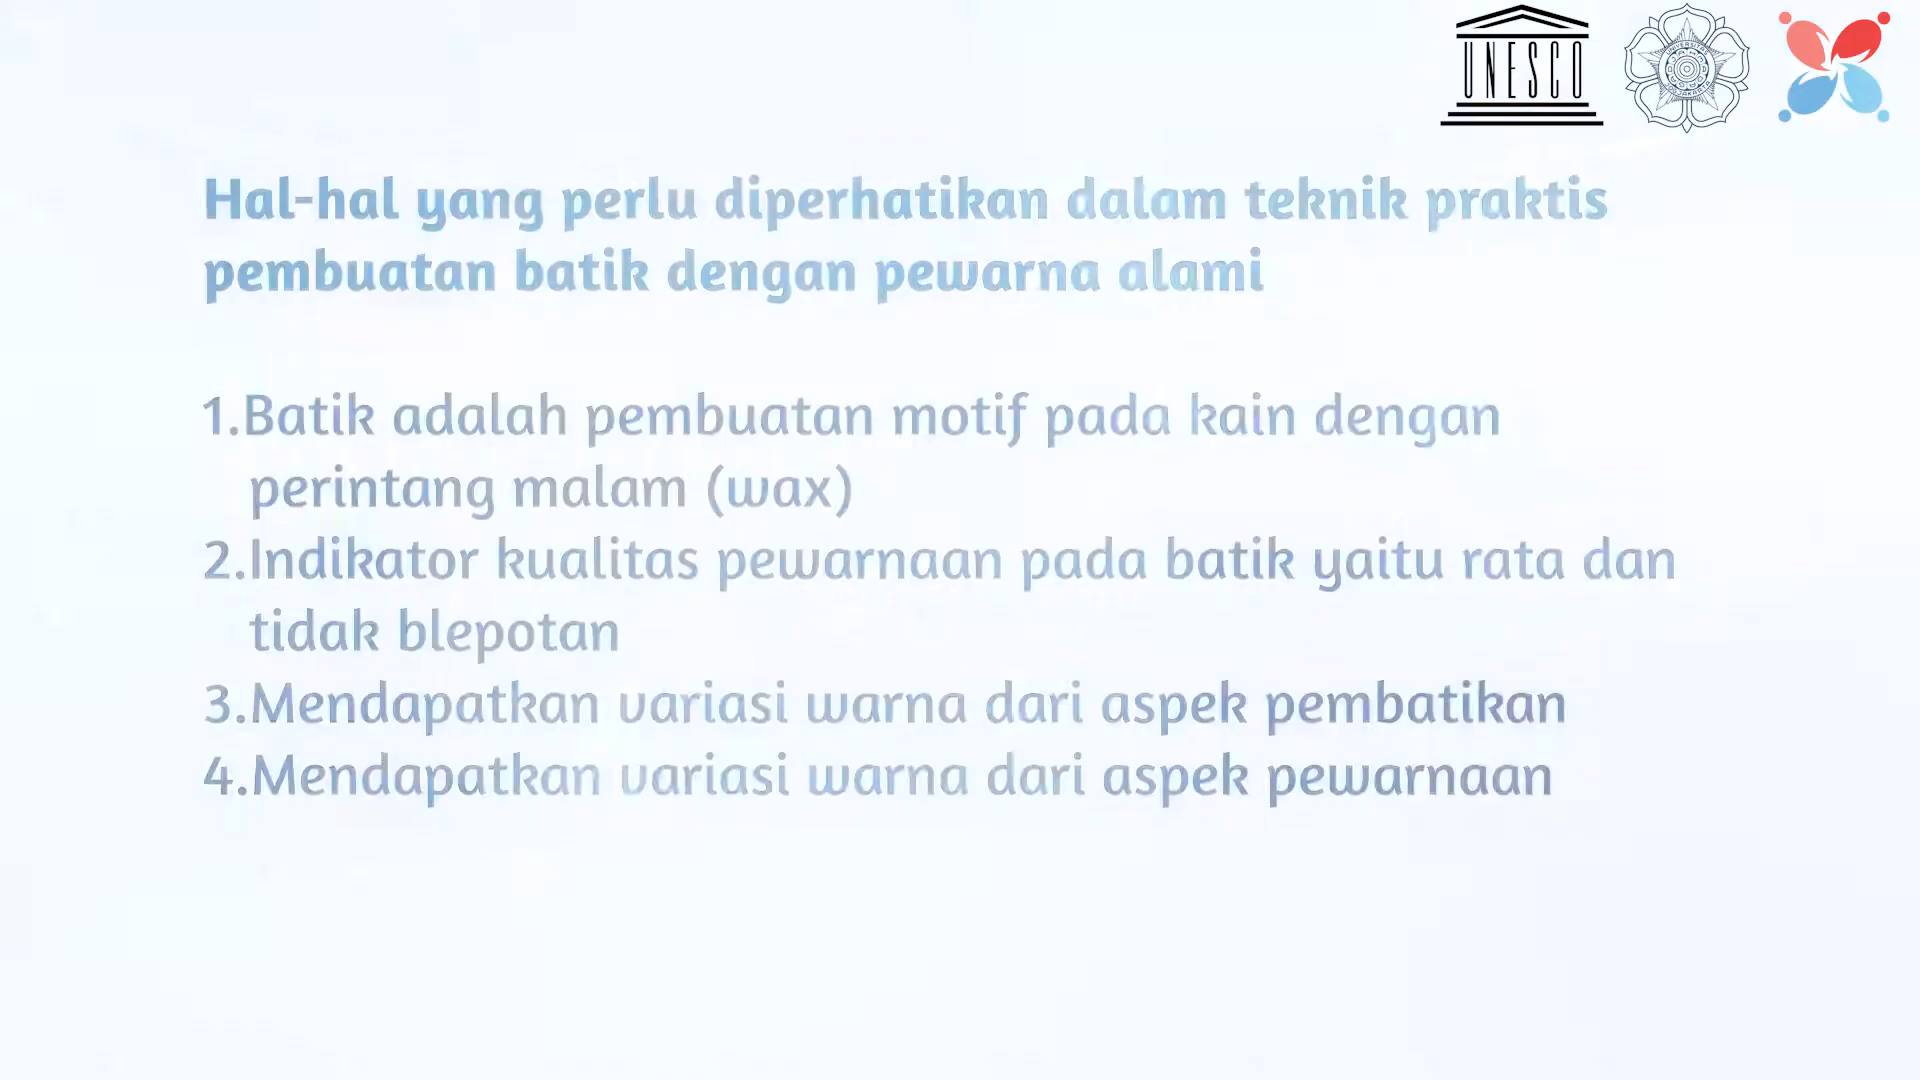 UNESCO
Hal-hal yang perlu diperhatikan dalam teknik praktis
pembuatan batik dengan pewarna alami
1.Batik adalah pembuatan motif pada kain dengan
perintang malam (wax)
2.Indikator kualitas pewarnaan pada batik yaitu rata dan
tidak blepotan
3.Mendapatkan variasi warna dari aspek pembatikan
4.Mendapatkan variasi warna dari aspek pewarnaan